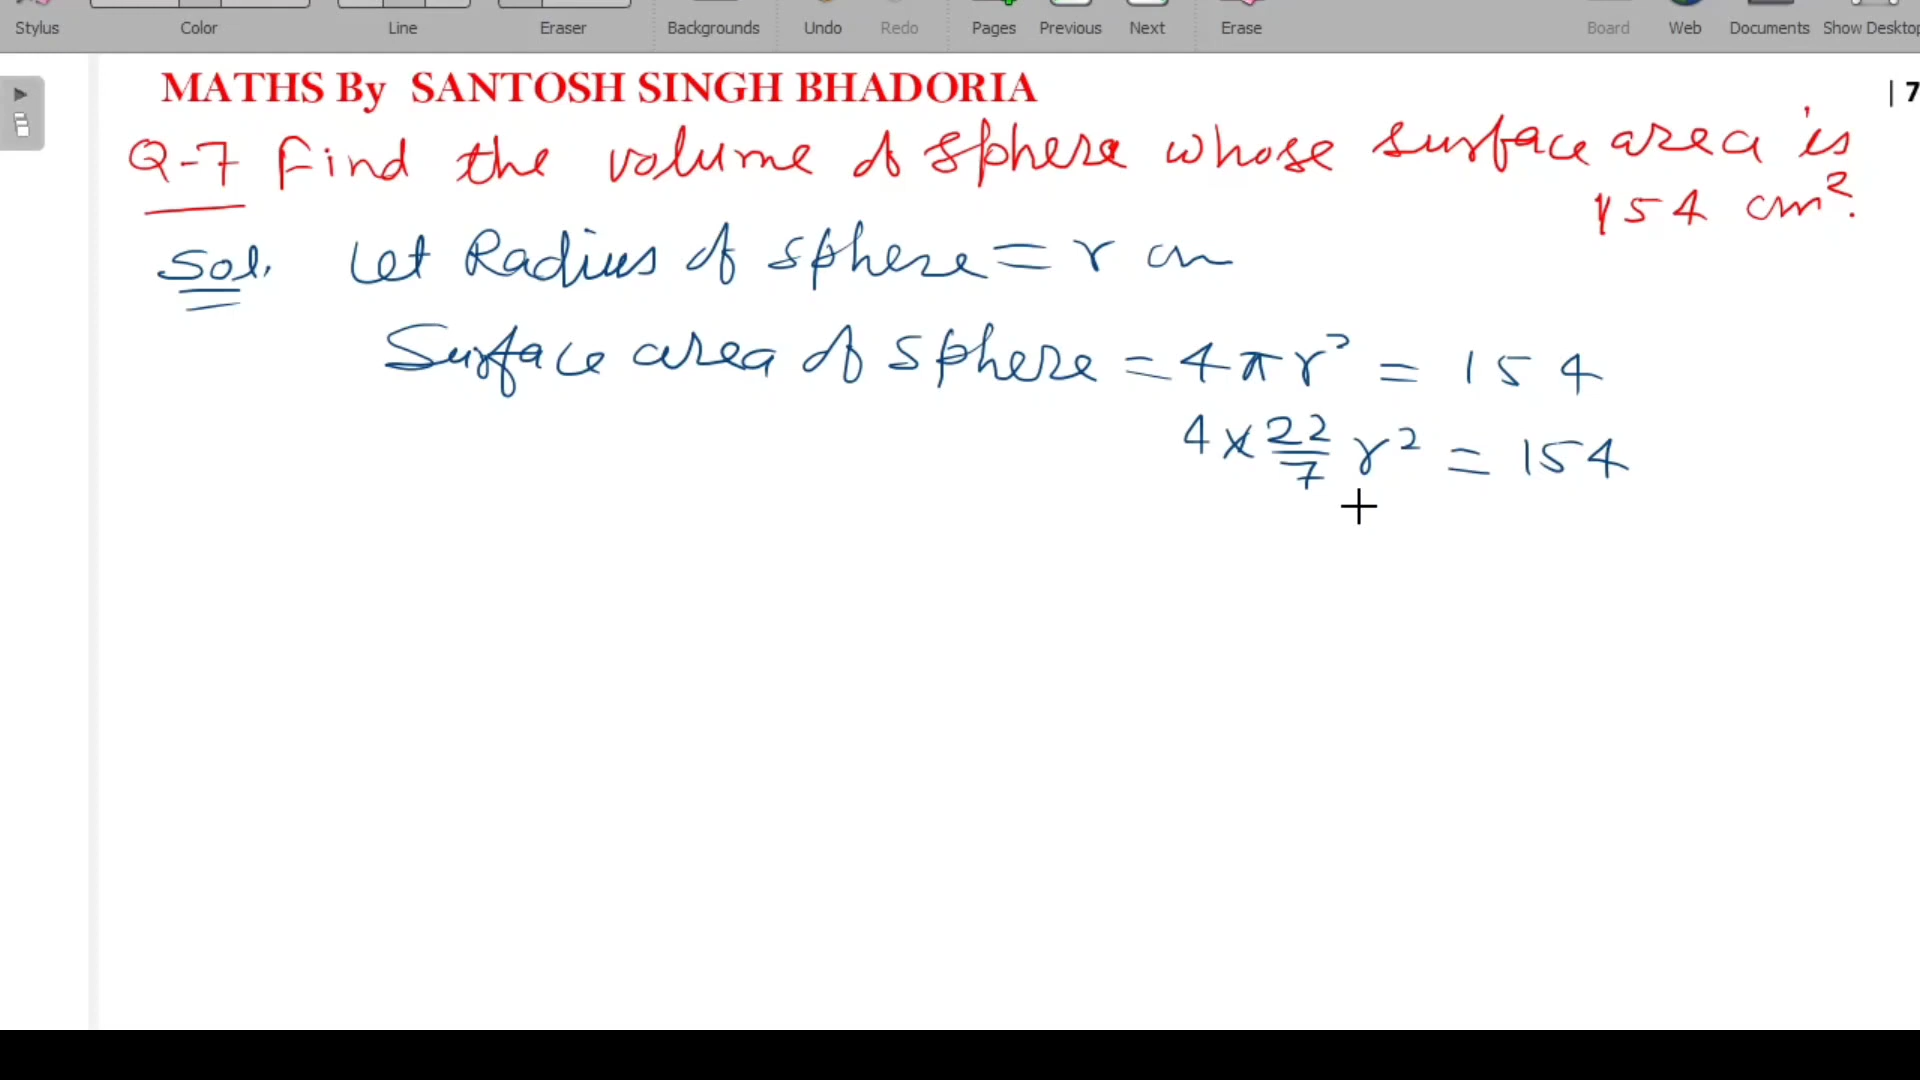 Stylus Color Line Eraser Backgrounds Undo Redo Pages Previous Next Erase Board Web Documents Show Desktop
MATHS By SANTOSH SINGH BHADORIA | 7
Q-7 Find the volume of sphere whose surface area is
154 cm².
Sol. Let Radius of sphere = r cm
Surface area of sphere = 4πr² = 154
4 × 22/7 r² = 154